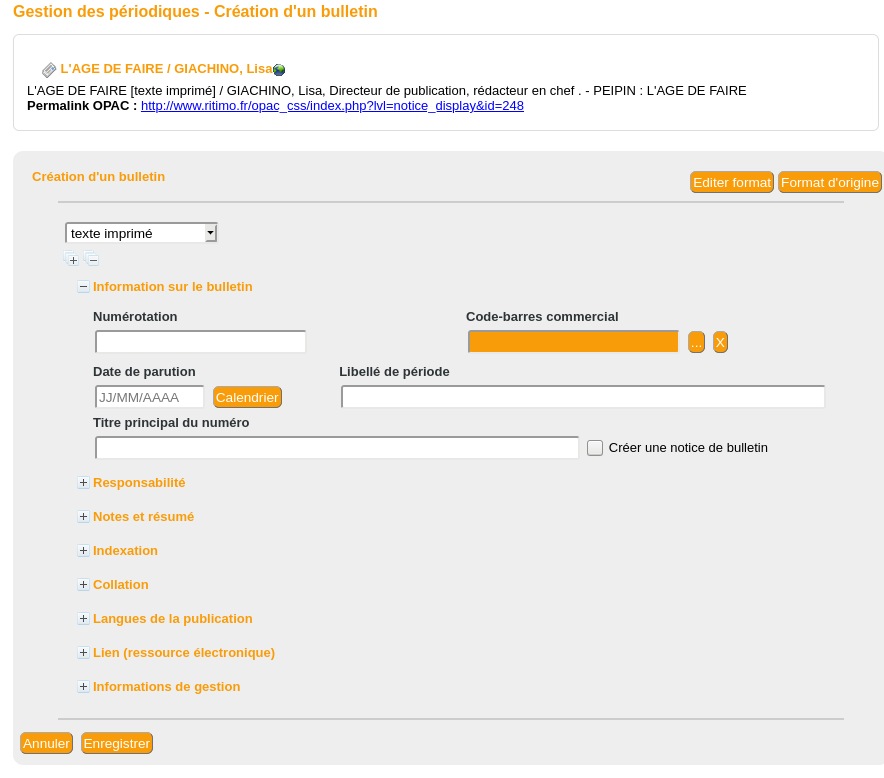 Gestion des périodiques - Création d'un bulletin
L'AGE DE FAIRE / GIACHINO, Lisa
L'AGE DE FAIRE [texte imprimé] / GIACHINO, Lisa, Directeur de publication, rédacteur en chef . - PEIPIN : L'AGE DE FAIRE
Permalink OPAC : http://www.ritimo.fr/opac_css/index.php?lvl=notice_display&id=248
Création d'un bulletin
Editer format Format d'origine
texte imprimé
Information sur le bulletin
Numérotation Code-barres commercial
... X
Date de parution Libellé de période
JJ/MM/AAAA Calendrier
Titre principal du numéro
Créer une notice de bulletin
Responsabilité
Notes et résumé
Indexation
Collation
Langues de la publication
Lien (ressource électronique)
Informations de gestion
Annuler Enregistrer